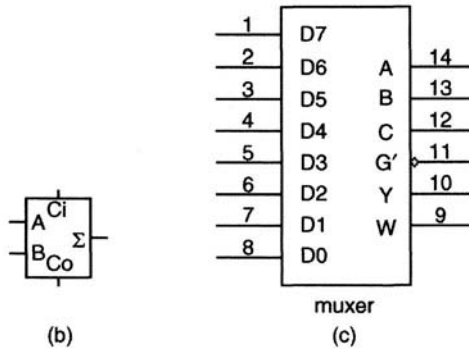 1 D7
2 D6 A 14
3 D5 B 13
4 D4 C 12
5 D3 G' 11
6 D2 Y 10
7 D1 W 9
8 D0
Ci
A
Σ
B
Co
muxer
(b) (c)